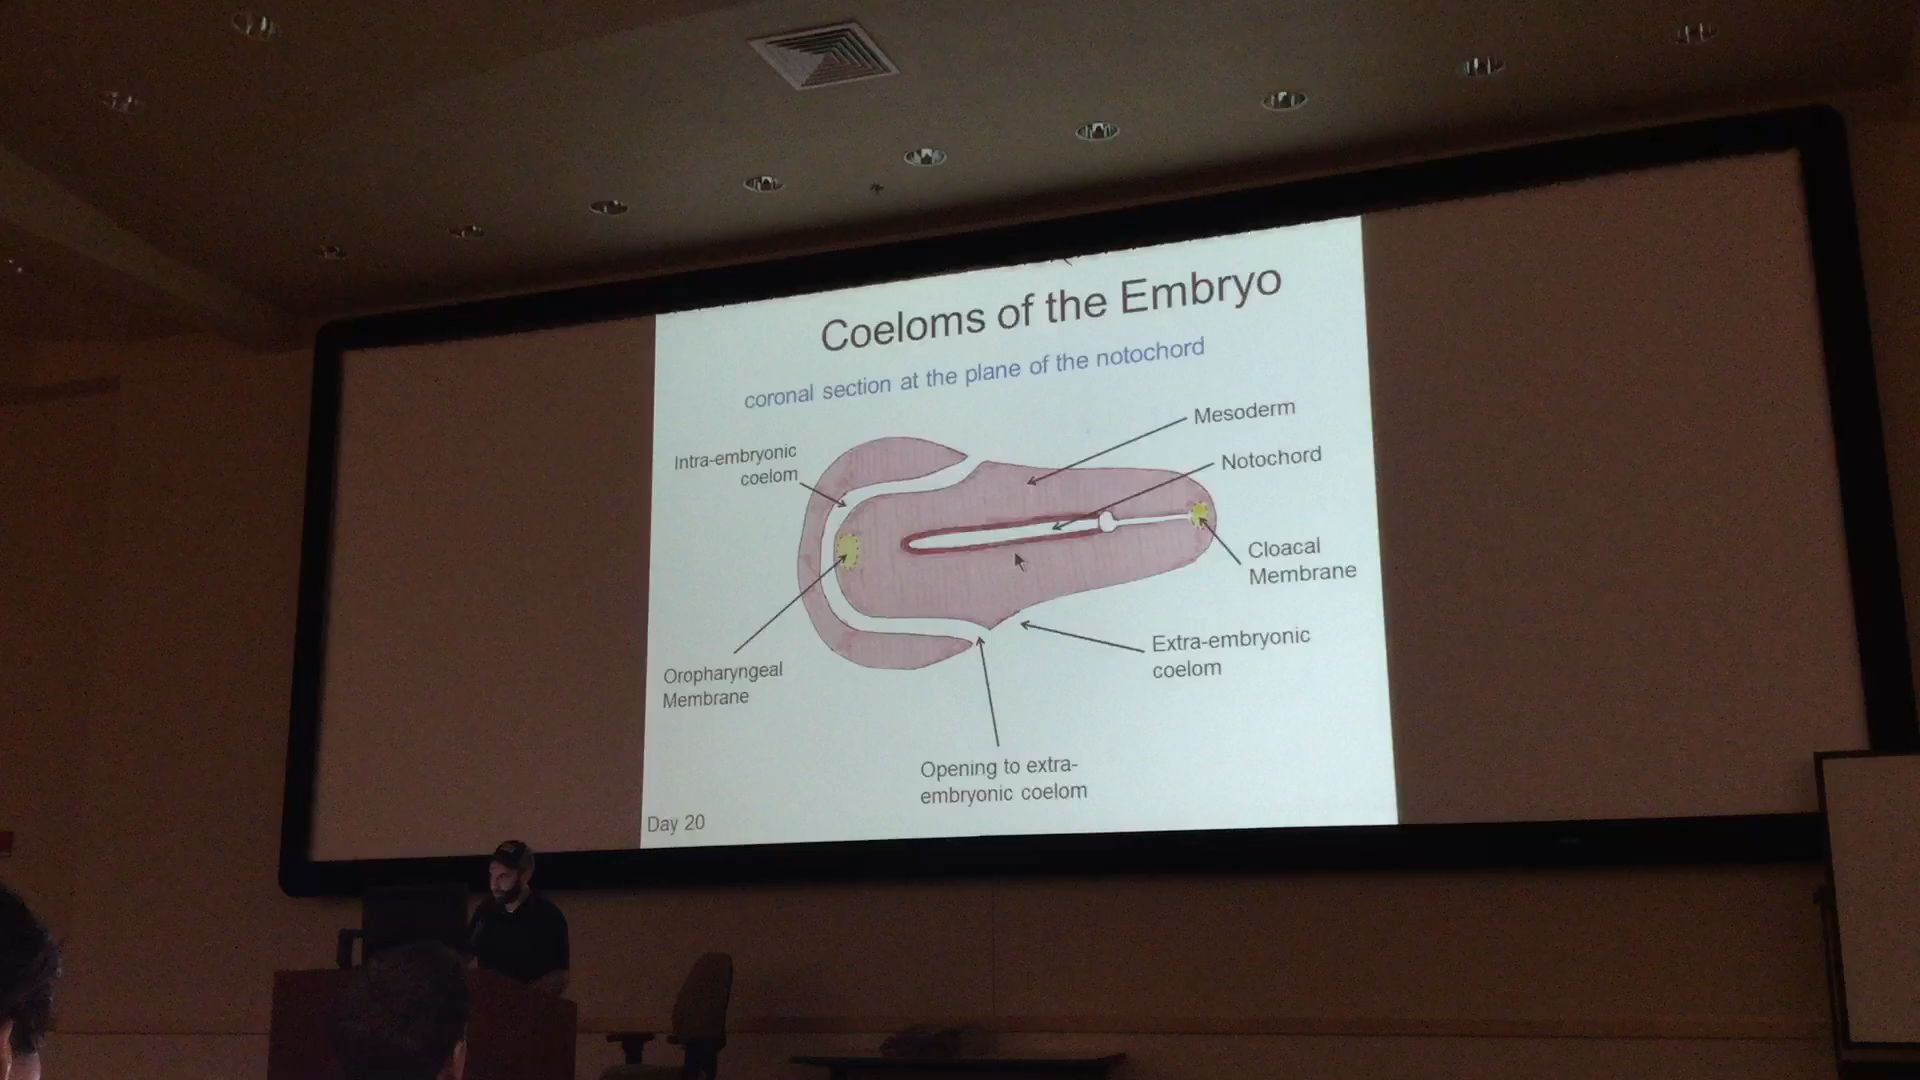 Coeloms of the Embryo
coronal section at the plane of the notochord
Mesoderm
Intra-embryonic
coelom
Notochord
Cloacal
Membrane
Extra-embryonic
coelom
Oropharyngeal
Membrane
Opening to extra-
embryonic coelom
Day 20